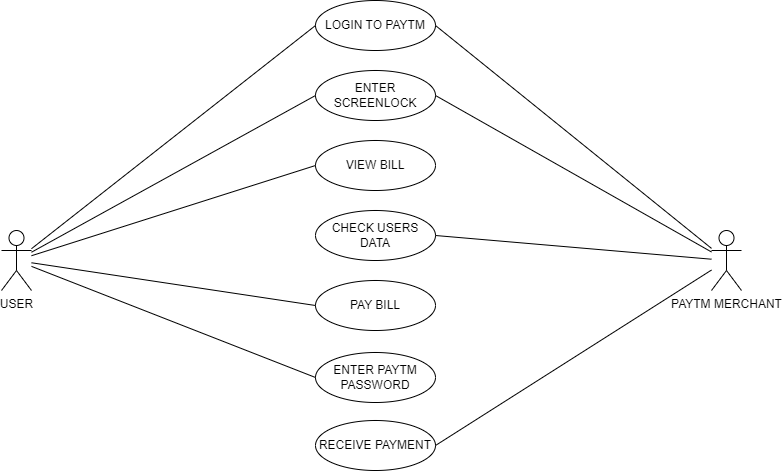 LOGIN TO PAYTM
ENTER
SCREENLOCK
VIEW BILL
CHECK USERS
DATA
USER
PAY BILL
PAYTM MERCHANT
ENTER PAYTM
PASSWORD
RECEIVE PAYMENT